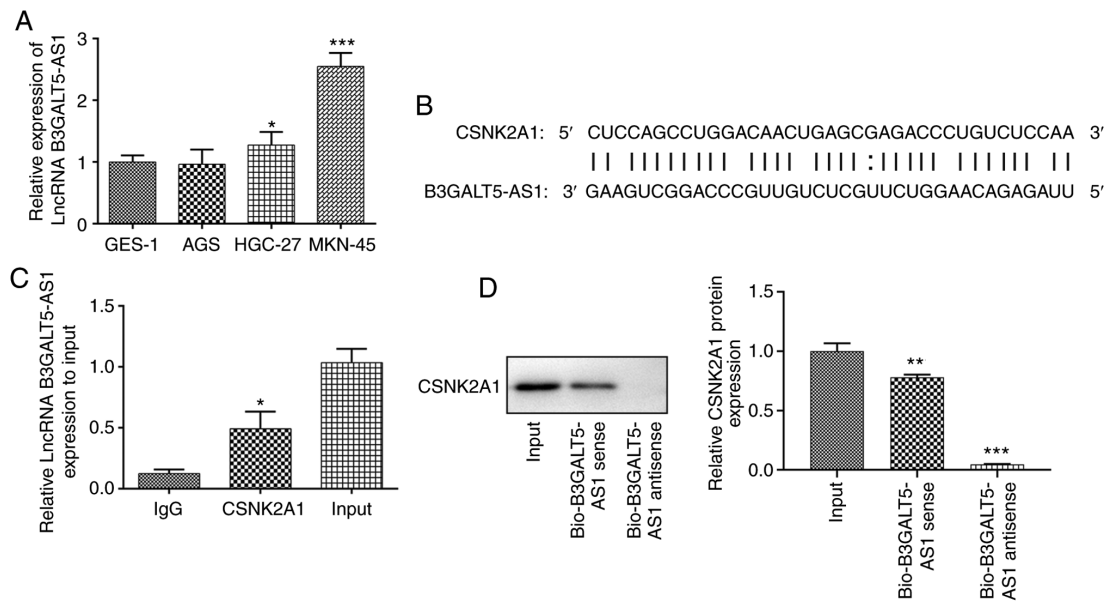 A
Relative expression of
LncRNA B3GALT5-AS1
3
2
1
0
***
*
GES-1 AGS HGC-27 MKN-45
B
CSNK2A1: 5′ CUCCAGCCUGGACAACUGAGCGAGACCCUGUCUCCAA 3′
B3GALT5-AS1: 3′ GAAGUCGGACCCGUUGUCUCGUUCUGGAACAGAGAUU 5′
C
Relative LncRNA B3GALT5-AS1
expression to input
1.5
1.0
0.5
0.0
*
IgG CSNK2A1 Input
D
CSNK2A1
Input
Bio-B3GALT5-
AS1 sense
Bio-B3GALT5-
AS1 antisense
Relative CSNK2A1 protein
expression
1.5
1.0
0.5
0.0
**
***
Input
Bio-B3GALT5-
AS1 sense
Bio-B3GALT5-
AS1 antisense